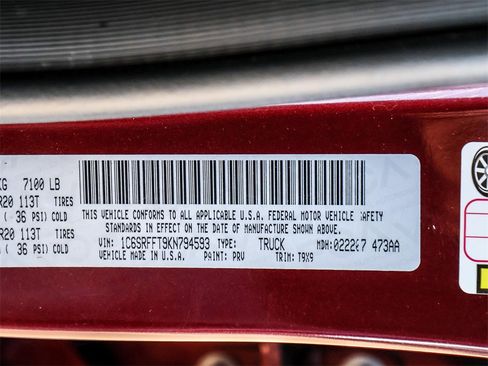 KG 7100 LB
R20 113T TIRES
( 36 PSI) COLD
R20 113T TIRES
( 36 PSI) COLD
THIS VEHICLE CONFORMS TO ALL APPLICABLE U.S.A. FEDERAL MOTOR VEHICLE SAFETY
STANDARDS IN EFFECT ON THE DATE OF MANUFACTURE SHOWN ABOVE.
VIN: 1C6SRFFT9KN794593 TYPE: TRUCK MDH: 473AA
VEHICLE MADE IN U.S.A. PAINT: PRV TRIM: T9X9